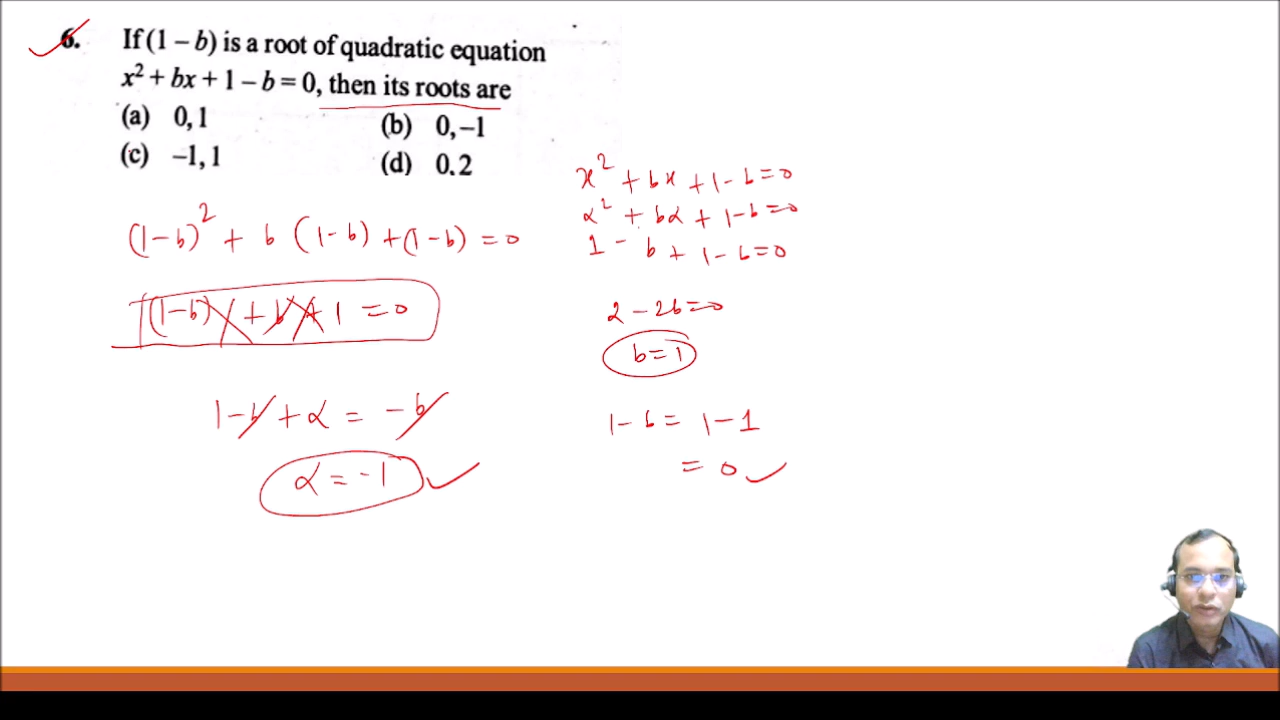 6. If (1 – b) is a root of quadratic equation
x² + bx + 1 – b = 0, then its roots are
(a) 0, 1
(b) 0, –1
(c) –1, 1
(d) 0.2
(1-b)² + b (1-b) + (1-b) = 0
(1-b) + b + 1 = 0
1-b + α = -b
α = -1
x² + bx + 1-b = 0
α² + bα + 1-b = 0
1 - b + 1-b = 0
2 - 2b = 0
b = 1
1-b = 1-1
= 0